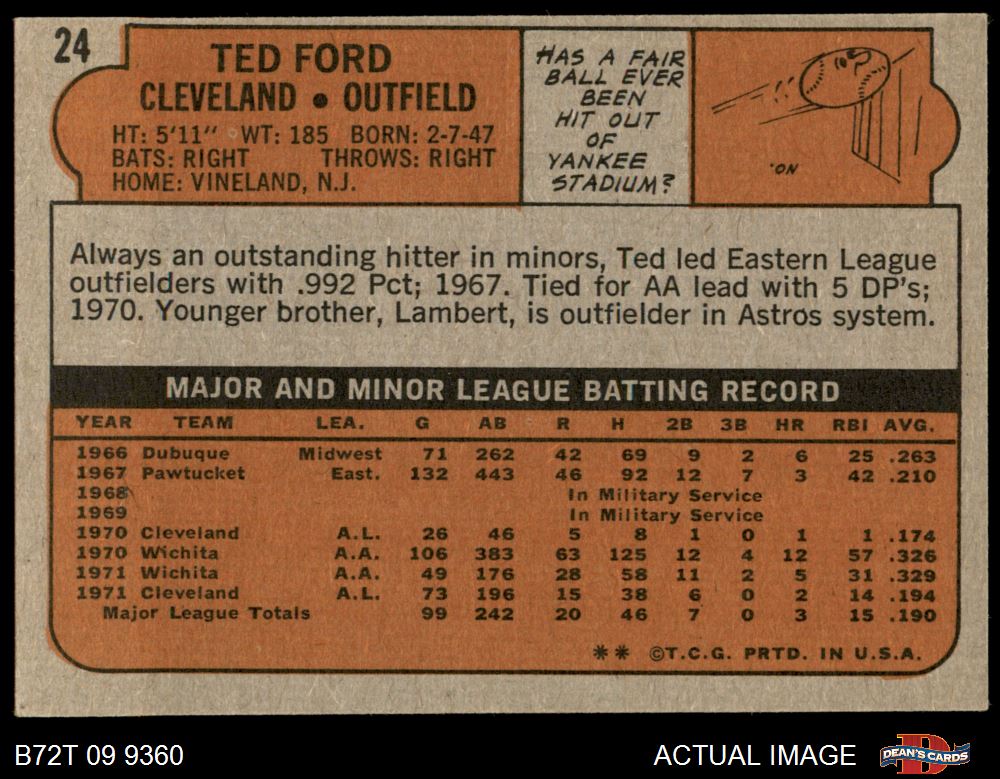 24
TED FORD
CLEVELAND • OUTFIELD
HT: 5'11" WT: 185 BORN: 2-7-47
BATS: RIGHT THROWS: RIGHT
HOME: VINELAND, N.J.
HAS A FAIR
BALL EVER
BEEN
HIT OUT
OF
YANKEE
STADIUM?
"ON
Always an outstanding hitter in minors, Ted led Eastern League
outfielders with .992 Pct; 1967. Tied for AA lead with 5 DP's;
1970. Younger brother, Lambert, is outfielder in Astros system.
MAJOR AND MINOR LEAGUE BATTING RECORD
YEAR TEAM LEA. G AB R H 2B 3B HR RBI AVG.
1966 Dubuque Midwest 71 262 42 69 9 2 6 25 .263
1967 Pawtucket East. 132 443 46 92 12 7 3 42 .210
1968 In Military Service
1969 In Military Service
1970 Cleveland A.L. 26 46 5 8 1 0 1 1 .174
1970 Wichita A.A. 106 383 63 125 12 4 12 57 .326
1971 Wichita A.A. 49 176 28 58 11 2 5 31 .329
1971 Cleveland A.L. 73 196 15 38 6 0 2 14 .194
Major League Totals 99 242 20 46 7 0 3 15 .190
** ©T.C.G. PRTD. IN U.S.A.
B72T 09 9360
ACTUAL IMAGE
DEAN'S CARDS